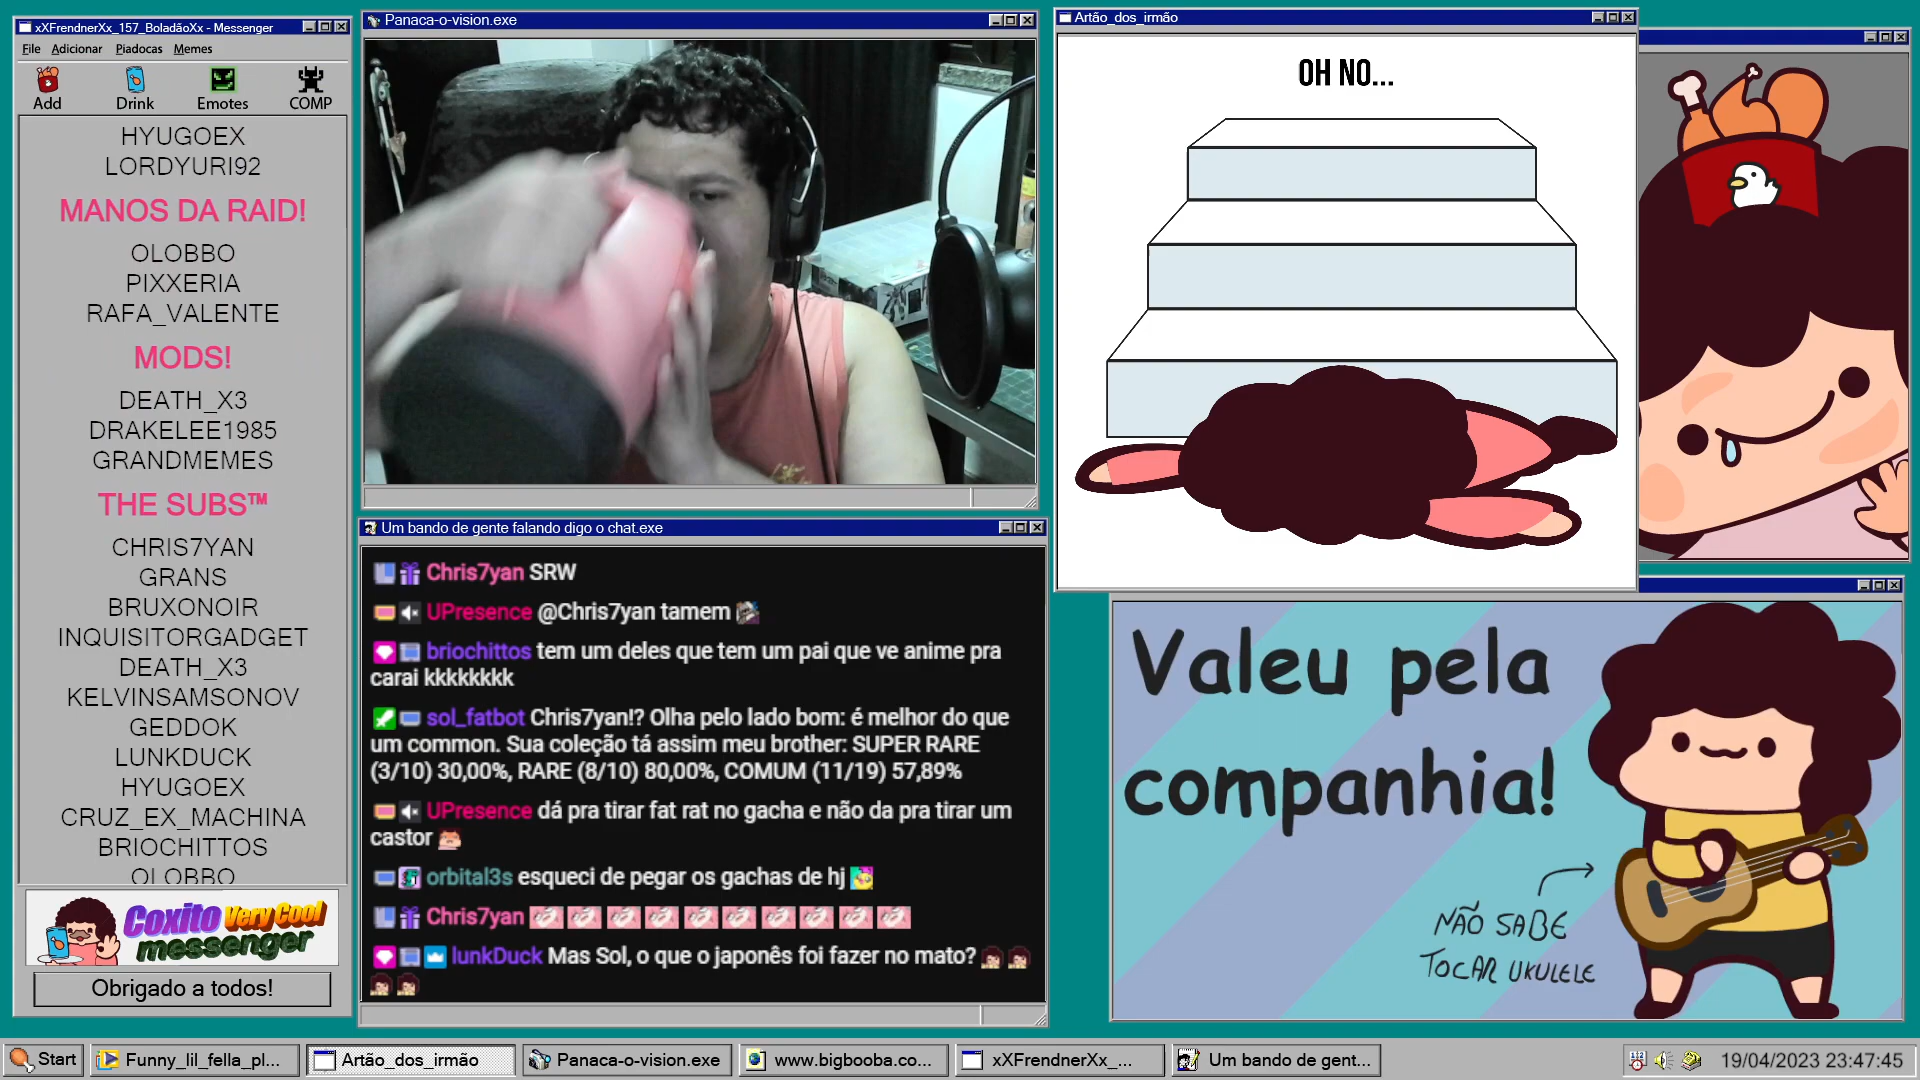 xXFrendnerXx_157_BoladãoXx - Messenger
File Adicionar Piadocas Memes
Add Drink Emotes COMP
HYUGOEX
LORDYURI92
MANOS DA RAID!
OLOBBO
PIXXERIA
RAFA_VALENTE
MODS!
DEATH_X3
DRAKELEE1985
GRANDMEMES
THE SUBS™
CHRIS7YAN
GRANS
BRUXONOIR
INQUISITORGADGET
DEATH_X3
KELVINSAMSONOV
GEDDOK
LUNKDUCK
HYUGOEX
CRUZ_EX_MACHINA
BRIOCHITTOS
OLOBBO
Coxito Very Cool
messenger
Obrigado a todos!
Panaca-o-vision.exe
Um bando de gente falando digo o chat.exe
Chris7yan SRW
UPresence @Chris7yan tamem
briochittos tem um deles que tem um pai que ve anime pra
carai kkkkkkkk
sol_fatbot Chris7yan!? Olha pelo lado bom: é melhor do que
um common. Sua coleção tá assim meu brother: SUPER RARE
(3/10) 30,00%, RARE (8/10) 80,00%, COMUM (11/19) 57,89%
UPresence dá pra tirar fat rat no gacha e não da pra tirar um
castor
orbital3s esqueci de pegar os gachas de hj
Chris7yan
lunkDuck Mas Sol, o que o japonês foi fazer no mato?
Artão_dos_irmão
OH NO...
Valeu pela
companhia!
NÃO SABE
TOCAR UKULELE
Start Funny_lil_fella_pl... Artão_dos_irmão Panaca-o-vision.exe www.bigbooba.co... xXFrendnerXx_... Um bando de gent... 19/04/2023 23:47:45